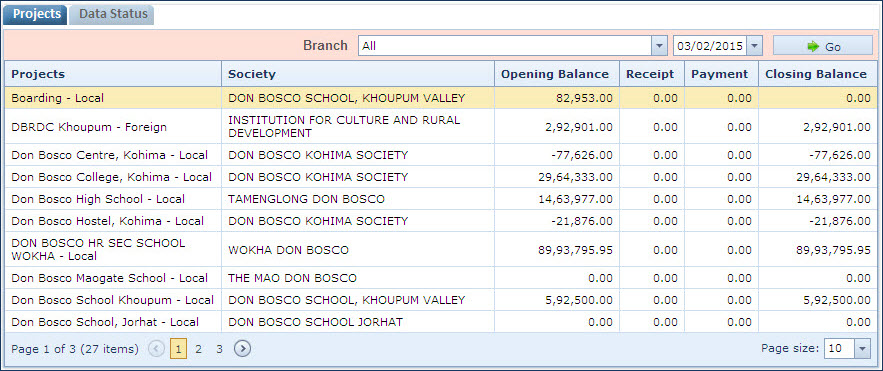 Projects Data Status
Branch All 03/02/2015 Go
Projects Society Opening Balance Receipt Payment Closing Balance
Boarding - Local DON BOSCO SCHOOL, KHOUPUM VALLEY 82,953.00 0.00 0.00 0.00
DBRDC Khoupum - Foreign INSTITUTION FOR CULTURE AND RURAL
DEVELOPMENT 2,92,901.00 0.00 0.00 2,92,901.00
Don Bosco Centre, Kohima - Local DON BOSCO KOHIMA SOCIETY -77,626.00 0.00 0.00 -77,626.00
Don Bosco College, Kohima - Local DON BOSCO KOHIMA SOCIETY 29,64,333.00 0.00 0.00 29,64,333.00
Don Bosco High School - Local TAMENGLONG DON BOSCO 14,63,977.00 0.00 0.00 14,63,977.00
Don Bosco Hostel, Kohima - Local DON BOSCO KOHIMA SOCIETY -21,876.00 0.00 0.00 -21,876.00
DON BOSCO HR SEC SCHOOL
WOKHA - Local WOKHA DON BOSCO 89,93,795.95 0.00 0.00 89,93,795.95
Don Bosco Maogate School - Local THE MAO DON BOSCO 0.00 0.00 0.00 0.00
Don Bosco School Khoupum - Local DON BOSCO SCHOOL, KHOUPUM VALLEY 5,92,500.00 0.00 0.00 5,92,500.00
Don Bosco School, Jorhat - Local DON BOSCO SCHOOL JORHAT 0.00 0.00 0.00 0.00
Page 1 of 3 (27 items) 1 2 3 Page size: 10